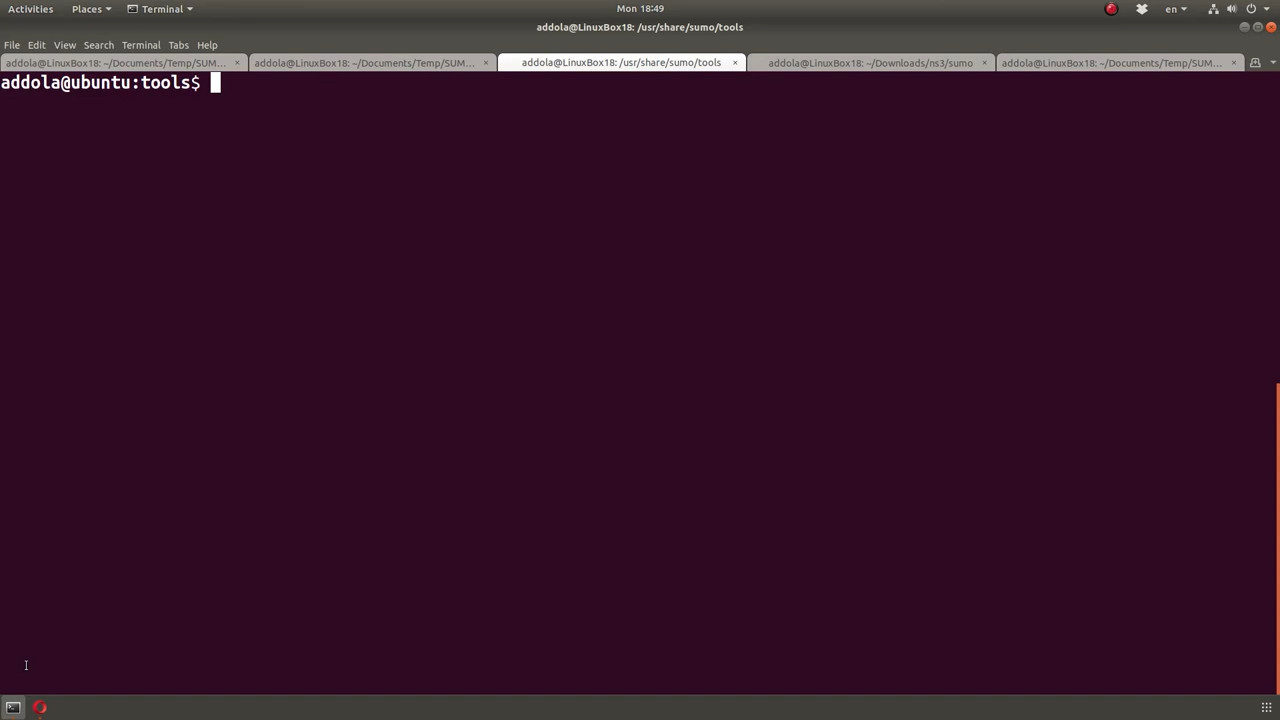 Activities Places Terminal Mon 18:49 en
addola@LinuxBox18: /usr/share/sumo/tools
File Edit View Search Terminal Tabs Help
addola@LinuxBox18: ~/Documents/Temp/SUM... × addola@LinuxBox18: ~/Documents/Temp/SUM... × addola@LinuxBox18: /usr/share/sumo/tools × addola@LinuxBox18: ~/Downloads/ns3/sumo × addola@LinuxBox18: ~/Documents/Temp/SUM... ×
addola@ubuntu:tools$